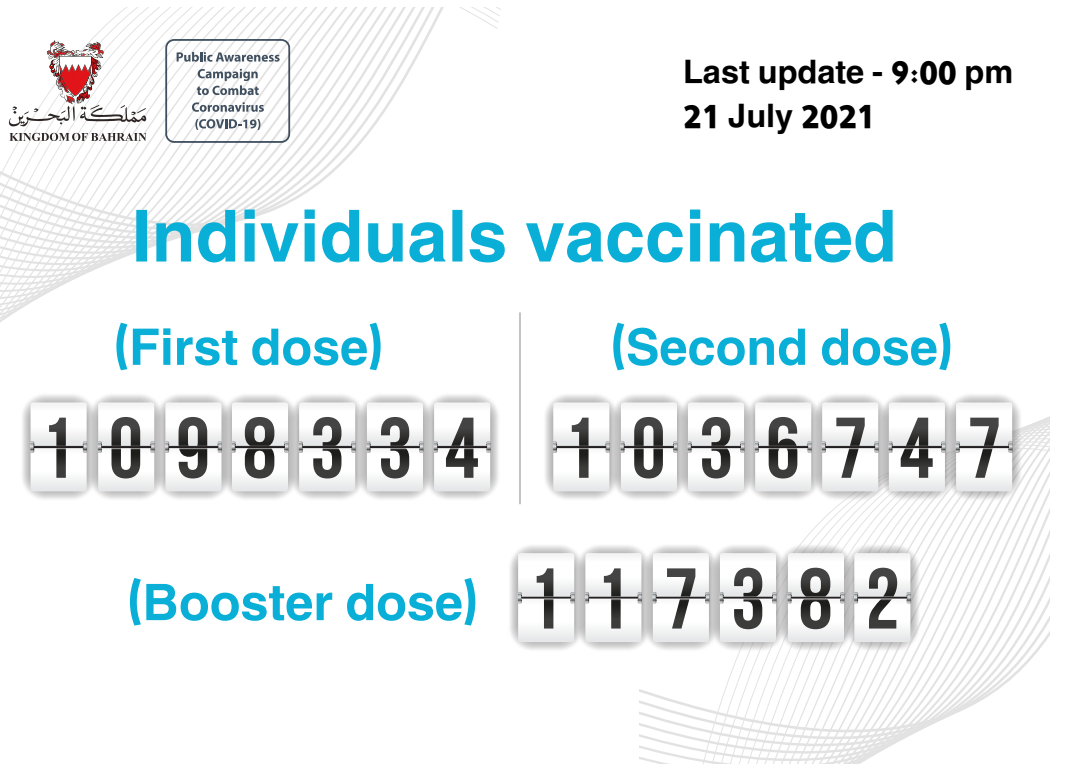 مملكة البحرين
KINGDOM OF BAHRAIN
Public Awareness
Campaign
to Combat
Coronavirus
(COVID-19)
Last update - 9:00 pm
21 July 2021
Individuals vaccinated
(First dose)
1098334
(Second dose)
1036747
(Booster dose) 117382